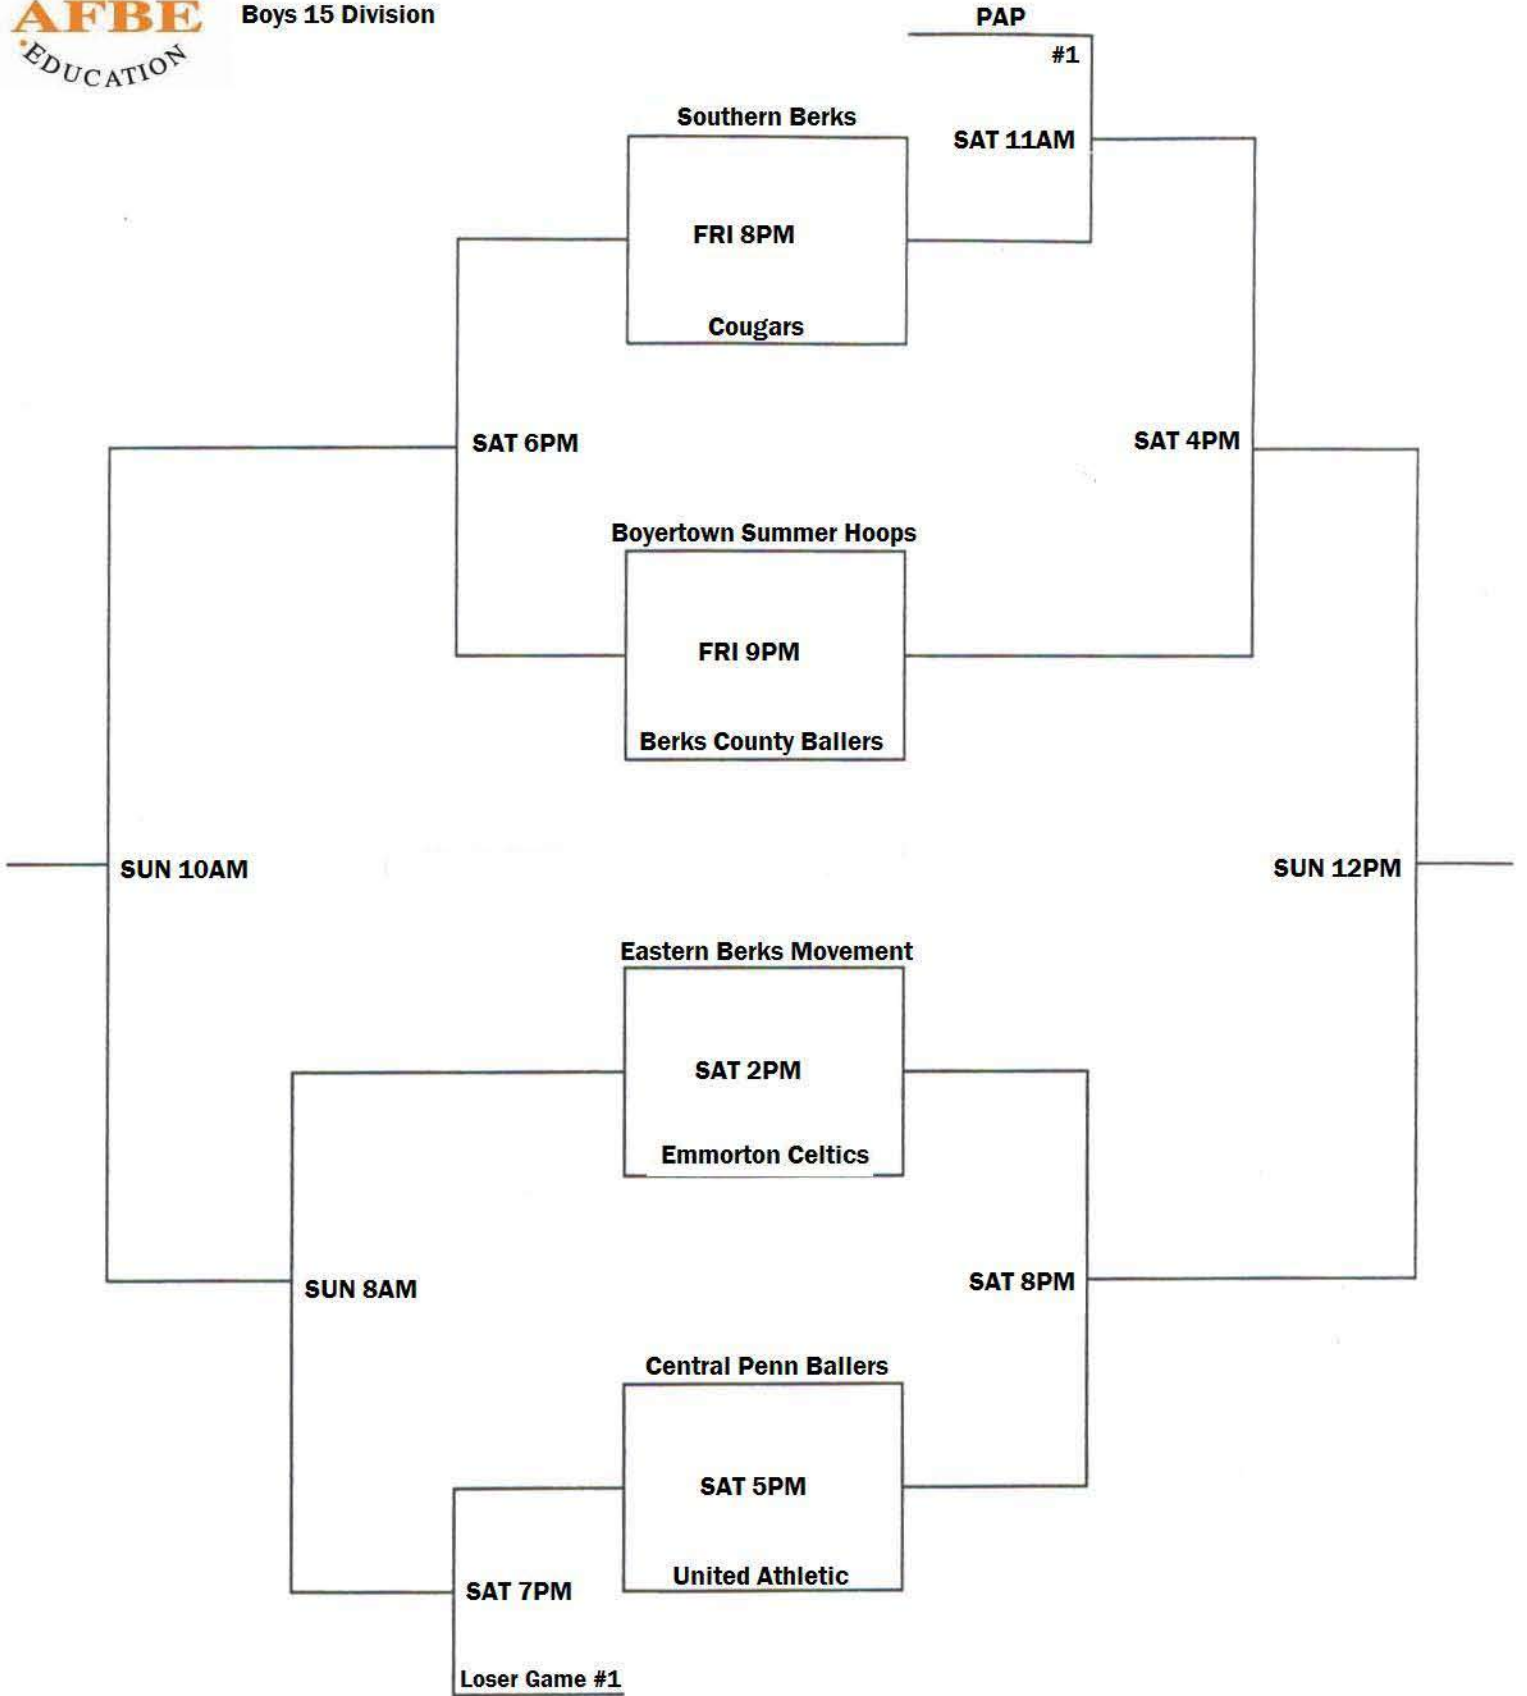 AFBE
EDUCATION
Boys 15 Division
PAP
#1
Southern Berks
SAT 11AM
FRI 8PM
Cougars
SAT 6PM
SAT 4PM
Boyertown Summer Hoops
FRI 9PM
Berks County Ballers
SUN 10AM
SUN 12PM
Eastern Berks Movement
SAT 2PM
Emmorton Celtics
SUN 8AM
SAT 8PM
Central Penn Ballers
SAT 5PM
United Athletic
SAT 7PM
Loser Game #1